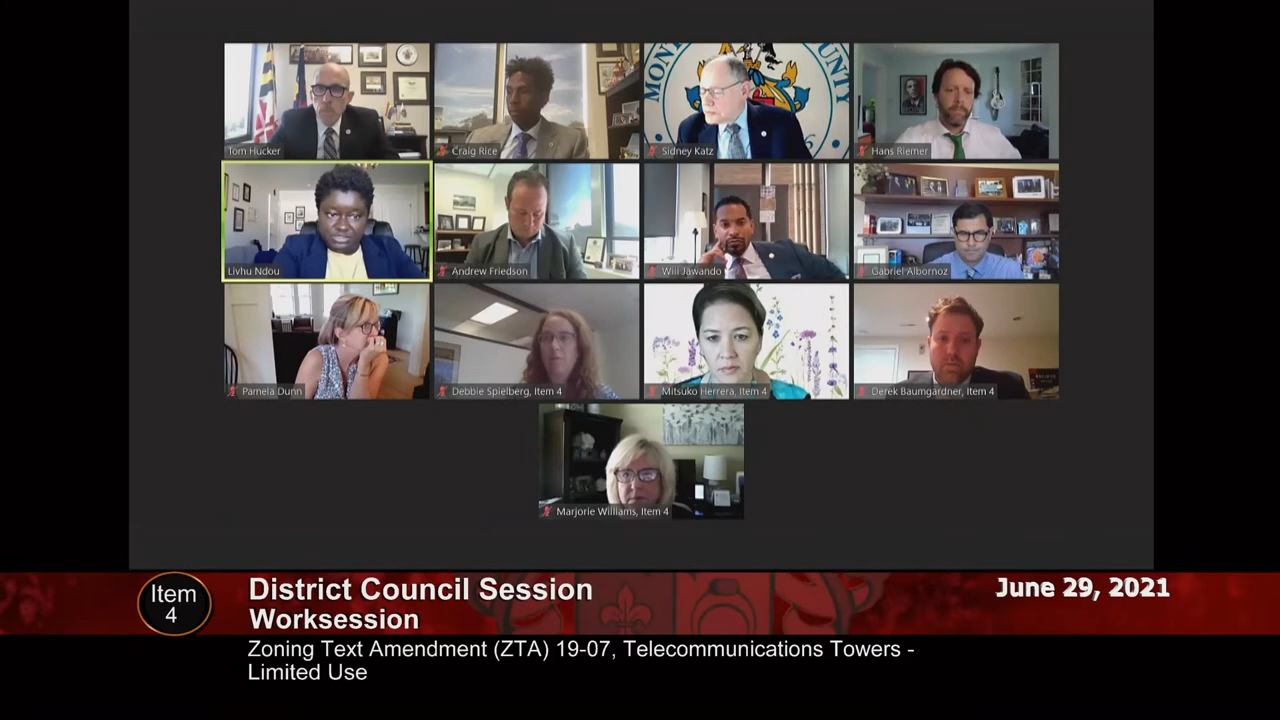 MONT
OUNTY
Tom Hucker
Craig Rice
Sidney Katz
Hans Riemer
Livhu Ndou
Andrew Friedson
Will Jawando
Gabriel Albornoz
Pamela Dunn
Debbie Spielberg, Item 4
Mitsuko Herrera, Item 4
Derek Baumgardner, Item 4
Marjorie Williams, Item 4
Item
4
District Council Session
Worksession
June 29, 2021
Zoning Text Amendment (ZTA) 19-07, Telecommunications Towers -
Limited Use